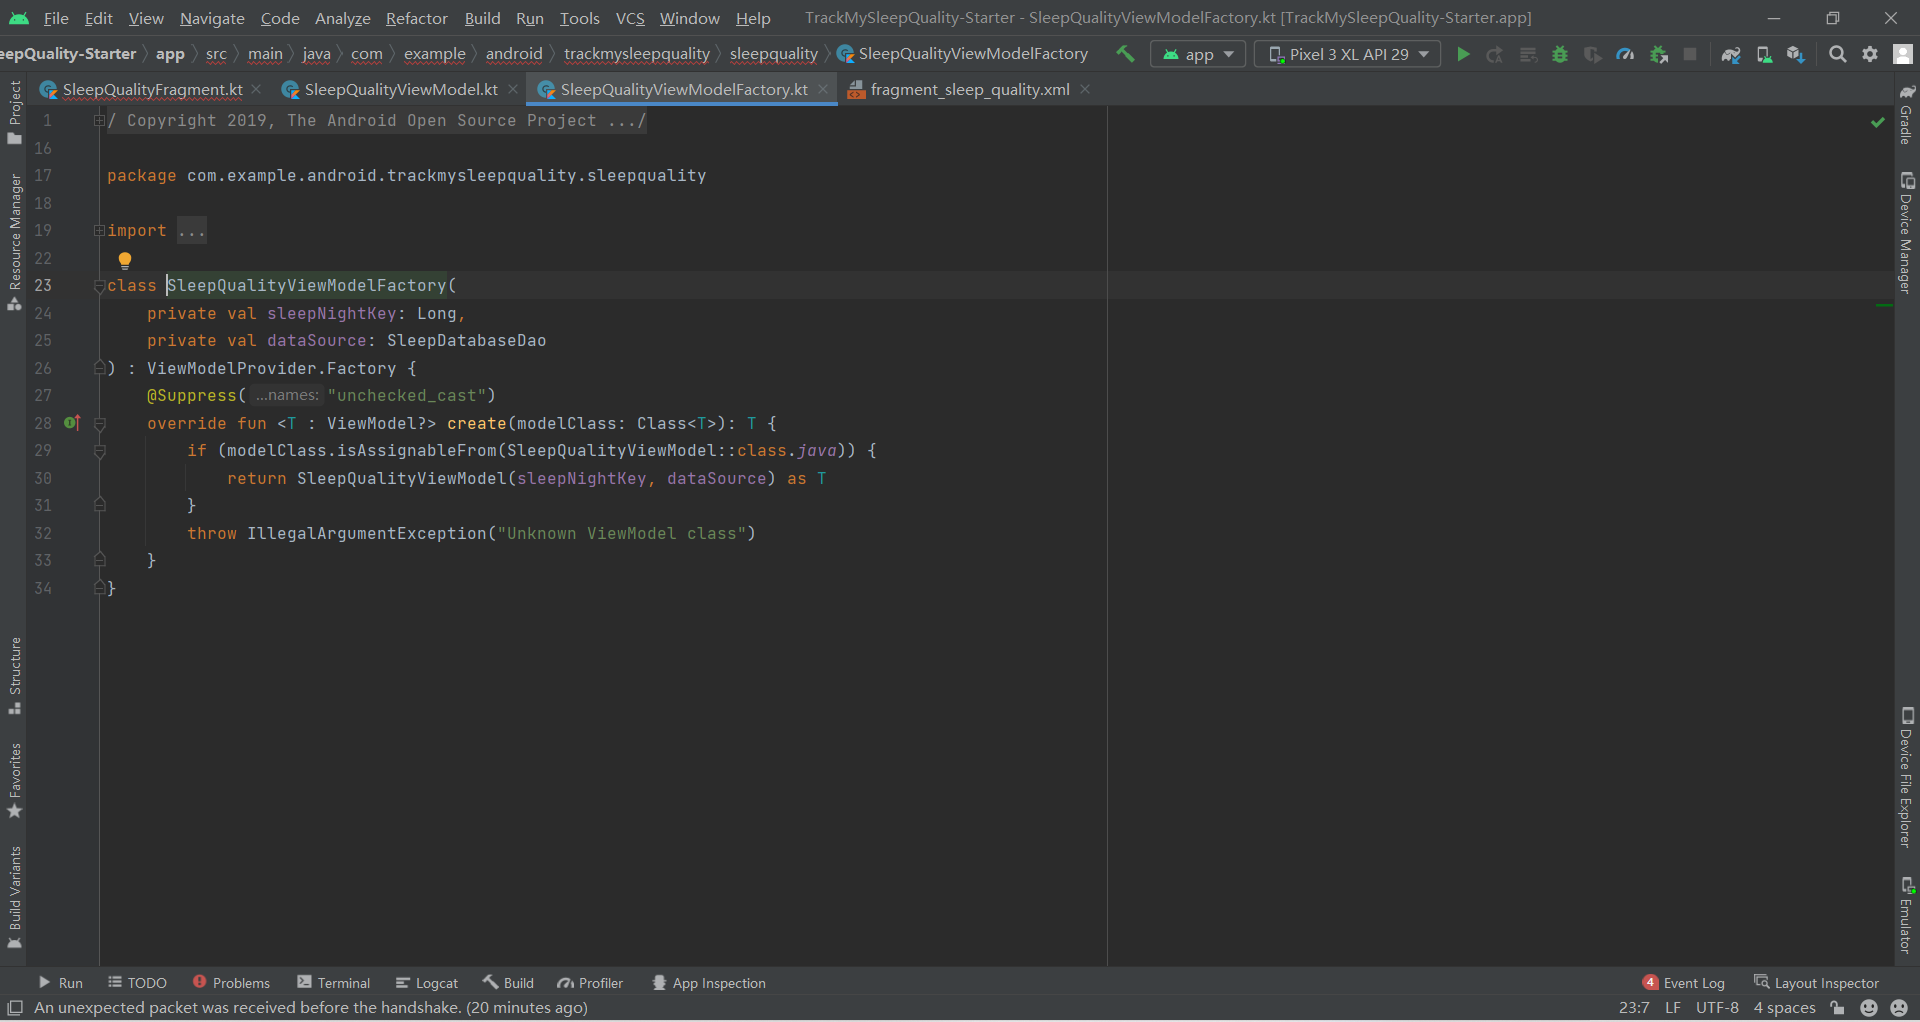 File Edit View Navigate Code Analyze Refactor Build Run Tools VCS Window Help TrackMySleepQuality-Starter - SleepQualityViewModelFactory.kt [TrackMySleepQuality-Starter.app]
eepQuality-Starter app src main java com example android trackmysleepquality sleepquality SleepQualityViewModelFactory app Pixel 3 XL API 29
SleepQualityFragment.kt SleepQualityViewModel.kt SleepQualityViewModelFactory.kt fragment_sleep_quality.xml
1 / Copyright 2019, The Android Open Source Project .../
16
17 package com.example.android.trackmysleepquality.sleepquality
18
19 import ...
22
23 class SleepQualityViewModelFactory(
24 private val sleepNightKey: Long,
25 private val dataSource: SleepDatabaseDao
26 ) : ViewModelProvider.Factory {
27 @Suppress( ...names: "unchecked_cast")
28 override fun <T : ViewModel?> create(modelClass: Class<T>): T {
29 if (modelClass.isAssignableFrom(SleepQualityViewModel::class.java)) {
30 return SleepQualityViewModel(sleepNightKey, dataSource) as T
31 }
32 throw IllegalArgumentException("Unknown ViewModel class")
33 }
34 }
Project
Resource Manager
Structure
Favorites
Build Variants
Gradle
Device Manager
Device File Explorer
Emulator
Run TODO Problems Terminal Logcat Build Profiler App Inspection 4 Event Log Layout Inspector
An unexpected packet was received before the handshake. (20 minutes ago) 23:7 LF UTF-8 4 spaces